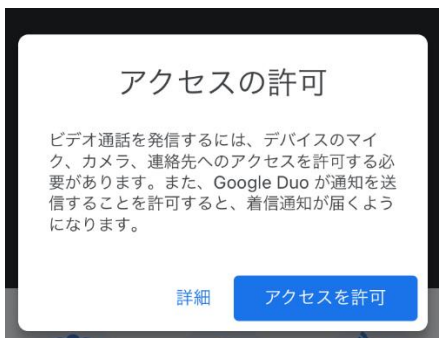 アクセスの許可
ビデオ通話を発信するには、デバイスのマイ
ク、カメラ、連絡先へのアクセスを許可する必
要があります。また、Google Duo が通知を送
信することを許可すると、着信通知が届くよう
になります。
詳細 アクセスを許可